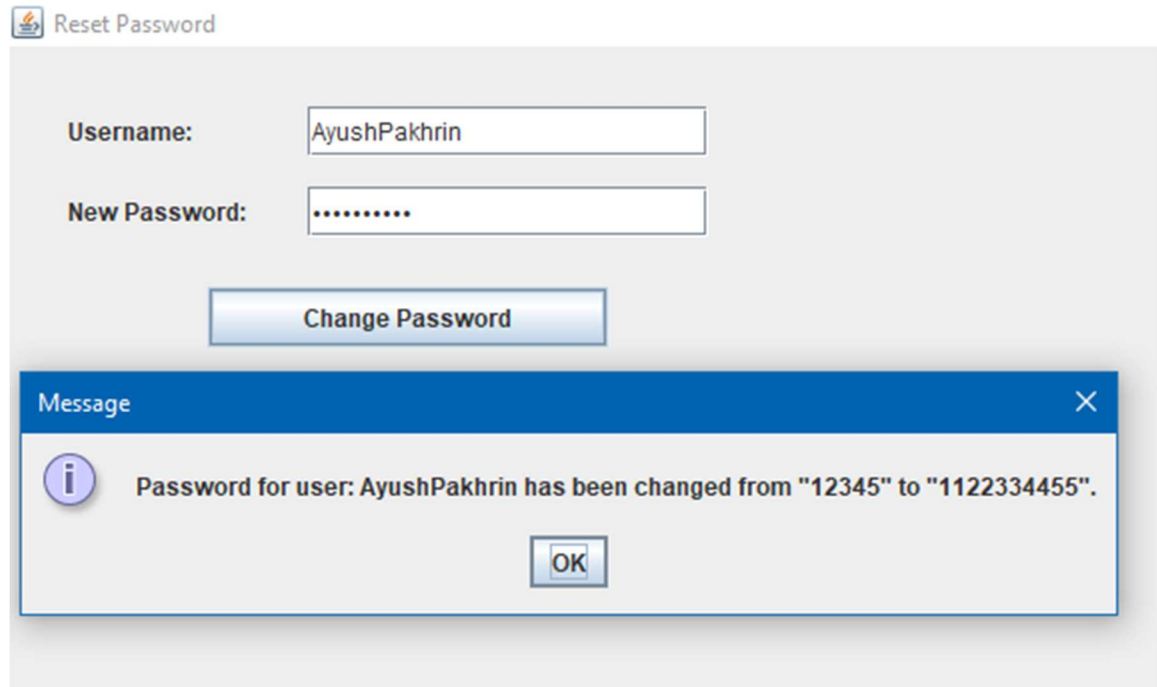 Reset Password
Username: AyushPakhrin
New Password: ••••••••••
Change Password
Message
Password for user: AyushPakhrin has been changed from "12345" to "1122334455".
OK